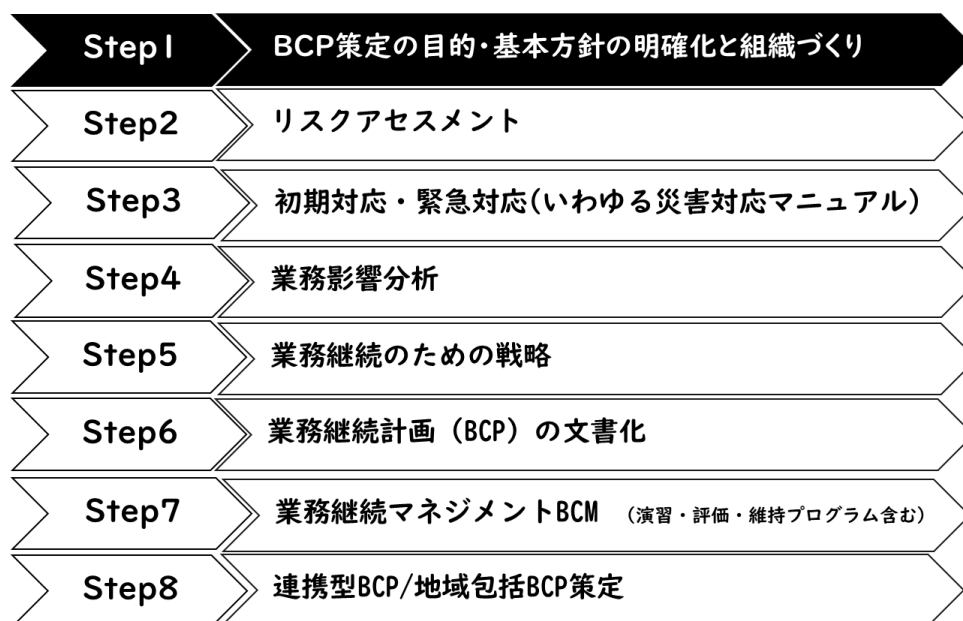 Step1 BCP策定の目的・基本方針の明確化と組織づくり
Step2 リスクアセスメント
Step3 初期対応・緊急対応(いわゆる災害対応マニュアル)
Step4 業務影響分析
Step5 業務継続のための戦略
Step6 業務継続計画（BCP）の文書化
Step7 業務継続マネジメントBCM （演習・評価・維持プログラム含む）
Step8 連携型BCP/地域包括BCP策定